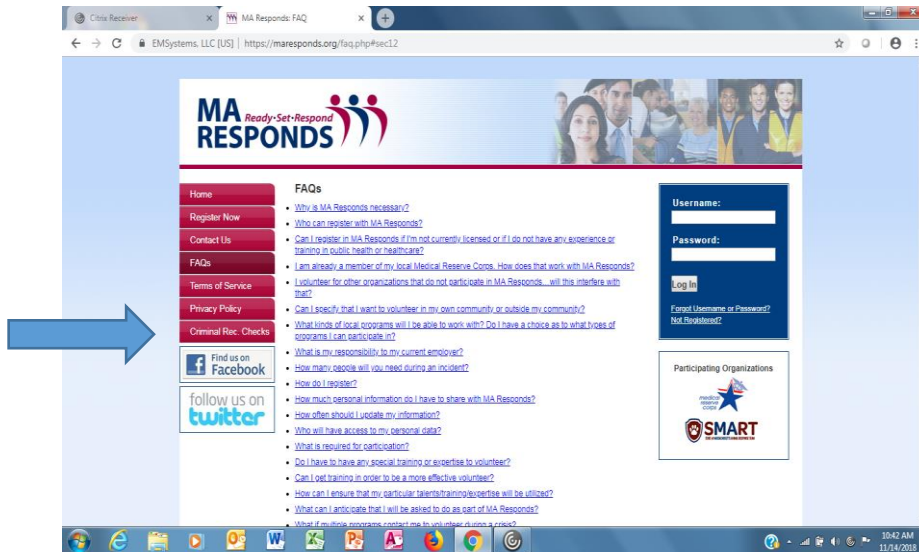 Citrix Receiver
MA Responds: FAQ
EMSystems, LLC [US] | https://maresponds.org/faq.php#sec12
MA Ready-Set-Respond
RESPONDS
Home
Register Now
Contact Us
FAQs
Terms of Service
Privacy Policy
Criminal Rec. Checks
Find us on
Facebook
follow us on
twitter
FAQs
Why is MA Responds necessary?
Who can register with MA Responds?
Can I register in MA Responds if I'm not currently licensed or if I do not have any experience or
training in public health or healthcare?
I am already a member of my local Medical Reserve Corps. How does that work with MA Responds?
I volunteer for other organizations that do not participate in MA Responds...will this interfere with
that?
Can I specify that I want to volunteer in my own community or outside my community?
What kinds of local programs will I be able to work with? Do I have a choice as to what types of
programs I can participate in?
What is my responsibility to my current employer?
How many people will you need during an incident?
How do I register?
How much personal information do I have to share with MA Responds?
How often should I update my information?
Who will have access to my personal data?
What is required for participation?
Do I have to have any special training or expertise to volunteer?
Can I get training in order to be a more effective volunteer?
How can I ensure that my particular talents/training/expertise will be utilized?
What can I anticipate that I will be asked to do as part of MA Responds?
What if multiple programs contact me to volunteer during a crisis?
Username:
Password:
Log In
Forgot Username or Password?
Not Registered?
Participating Organizations
medical
reserve
corps
SMART
10:42 AM
11/14/2018